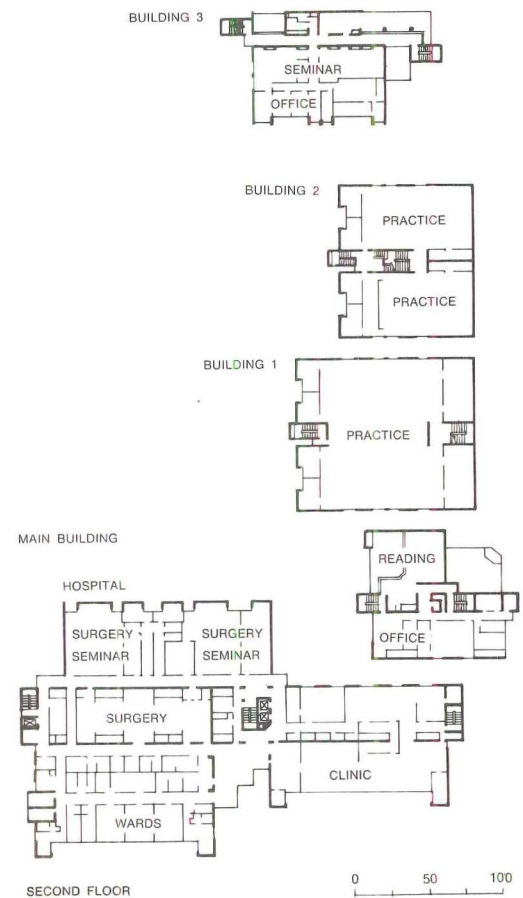 BUILDING 3
SEMINAR
OFFICE
BUILDING 2
PRACTICE
PRACTICE
BUILDING 1
PRACTICE
MAIN BUILDING
READING
HOSPITAL
OFFICE
SURGERY SURGERY
SEMINAR SEMINAR
SURGERY
CLINIC
WARDS
SECOND FLOOR
0 50 100